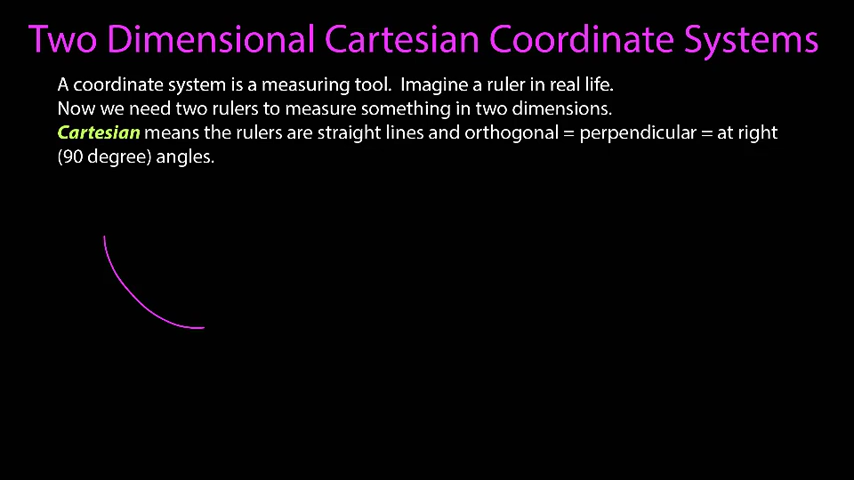 Two Dimensional Cartesian Coordinate Systems
A coordinate system is a measuring tool.  Imagine a ruler in real life.
Now we need two rulers to measure something in two dimensions.
Cartesian means the rulers are straight lines and orthogonal = perpendicular = at right
(90 degree) angles.